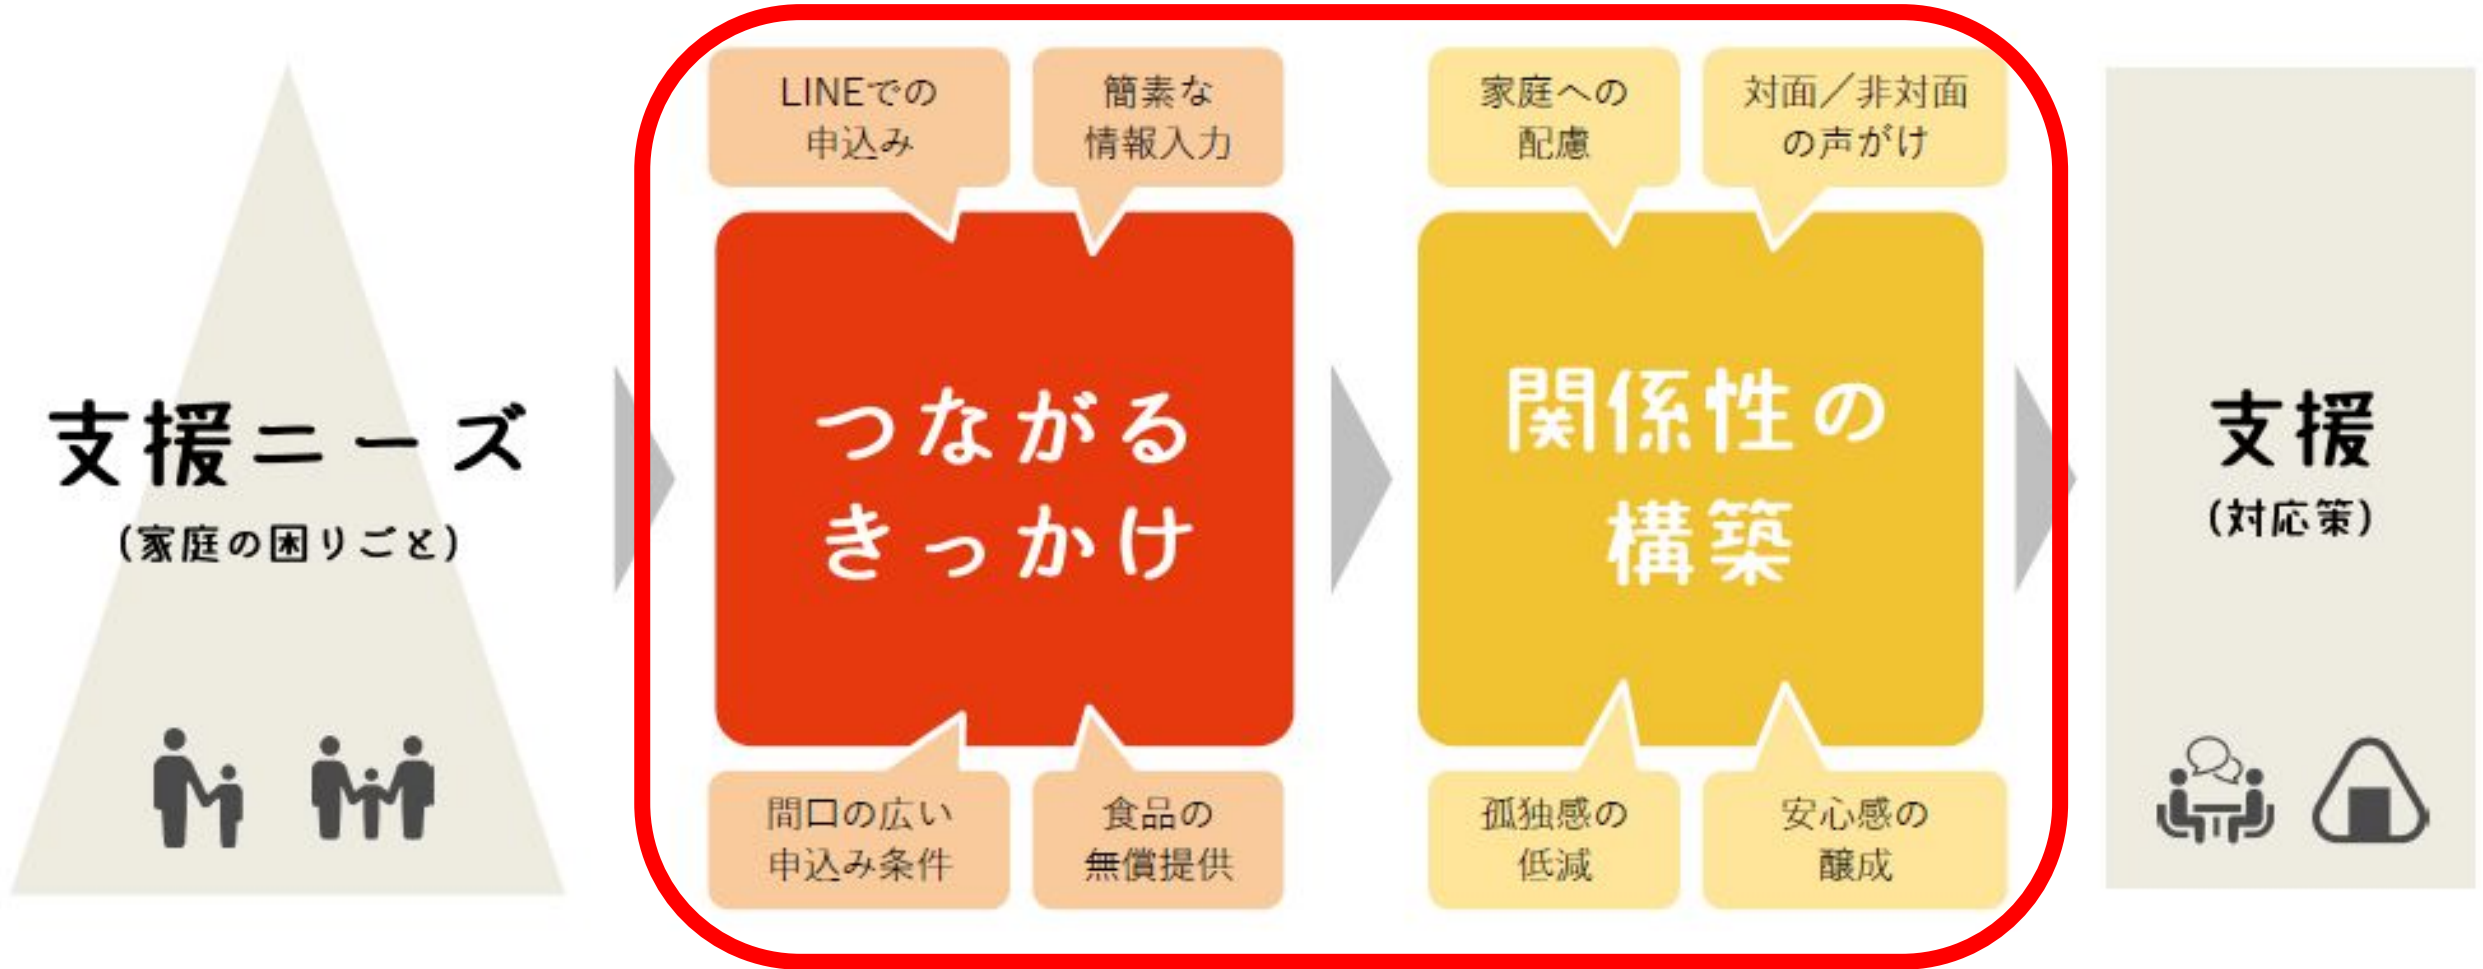 支援ニーズ
(家庭の困りごと)
LINEでの
申込み
簡素な
情報入力
つながる
きっかけ
間口の広い
申込み条件
食品の
無償提供
家庭への
配慮
対面／非対面
の声がけ
関係性の
構築
孤独感の
低減
安心感の
醸成
支援
(対応策)